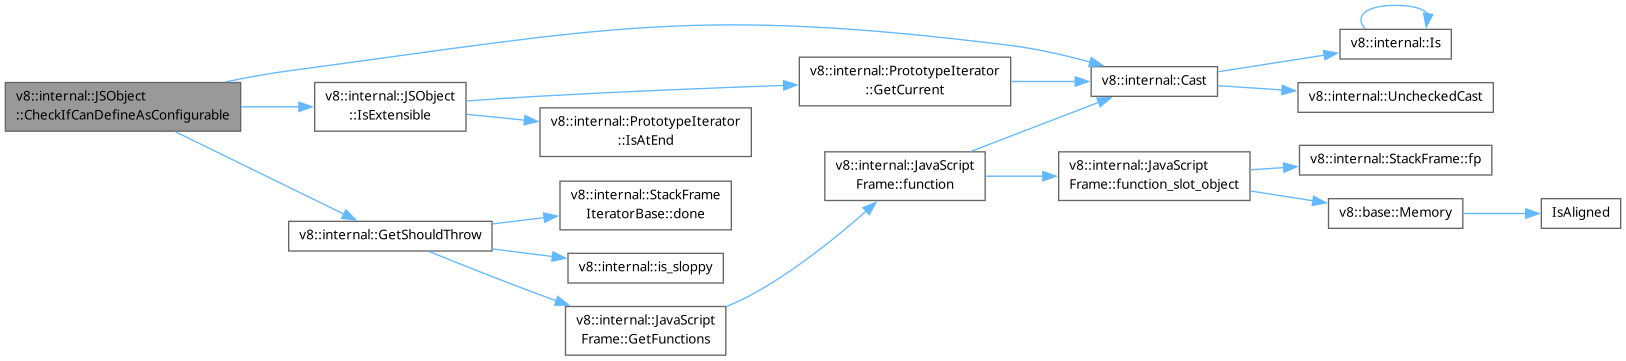 v8::internal::JSObject
::CheckIfCanDefineAsConfigurable
v8::internal::JSObject
::IsExtensible
v8::internal::PrototypeIterator
::GetCurrent
v8::internal::PrototypeIterator
::IsAtEnd
v8::internal::Cast
v8::internal::Is
v8::internal::UncheckedCast
v8::internal::GetShouldThrow
v8::internal::StackFrame
IteratorBase::done
v8::internal::is_sloppy
v8::internal::JavaScript
Frame::GetFunctions
v8::internal::JavaScript
Frame::function
v8::internal::JavaScript
Frame::function_slot_object
v8::internal::StackFrame::fp
v8::base::Memory
IsAligned